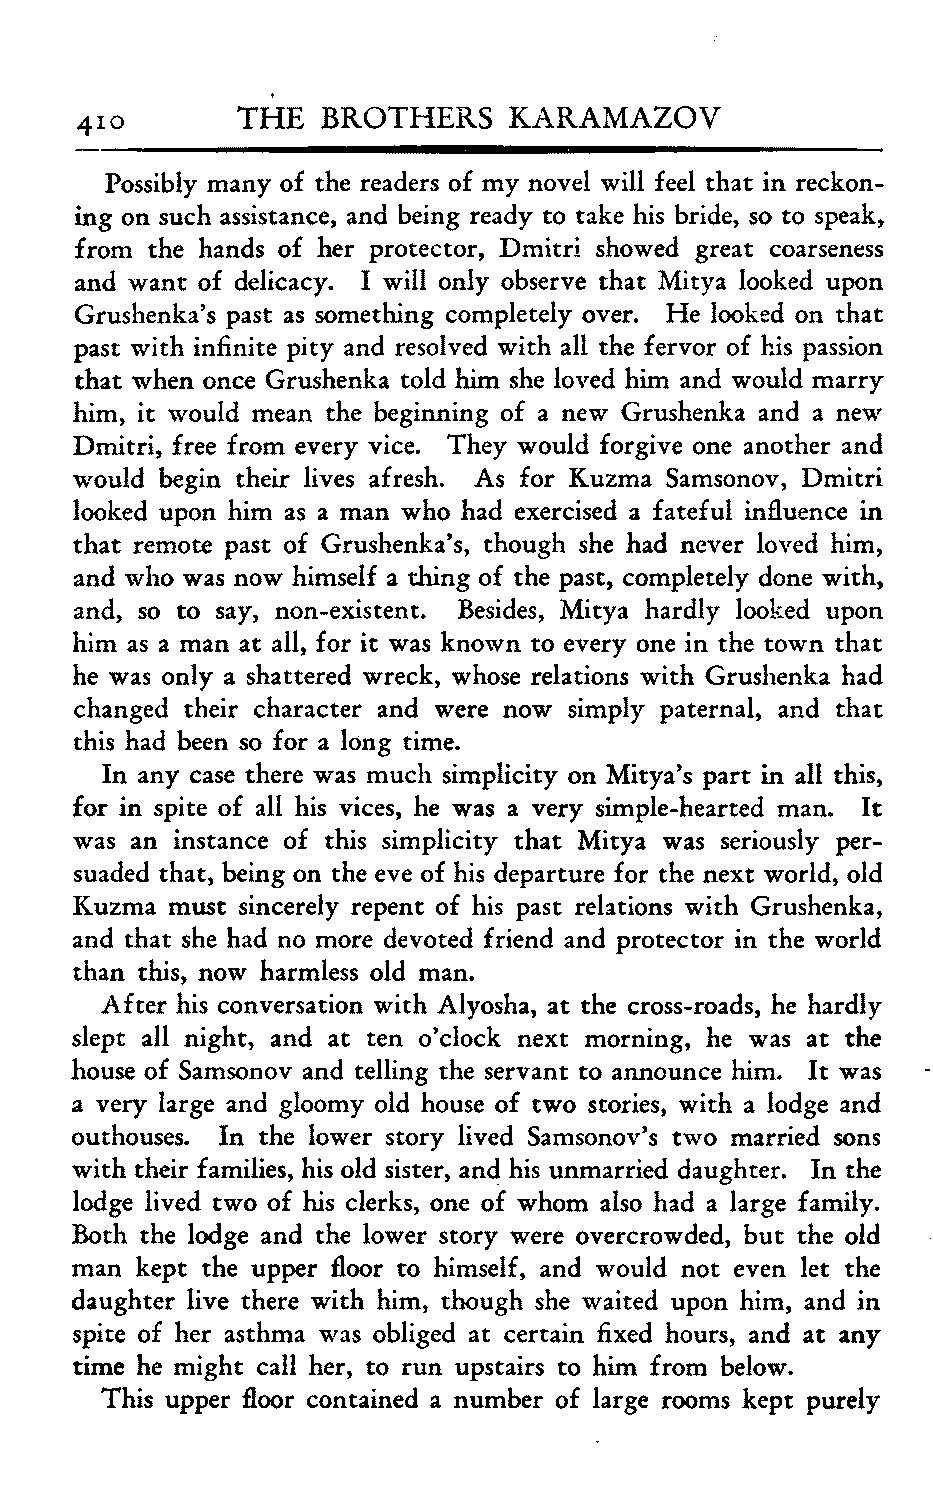 410 THE BROTHERS KARAMAZOV
Possibly many of the readers of my novel will feel that in reckon-
ing on such assistance, and being ready to take his bride, so to speak,
from the hands of her protector, Dmitri showed great coarseness
and want of delicacy. I will only observe that Mitya looked upon
Grushenka's past as something completely over. He looked on that
past with infinite pity and resolved with all the fervor of his passion
that when once Grushenka told him she loved him and would marry
him, it would mean the beginning of a new Grushenka and a new
Dmitri, free from every vice. They would forgive one another and
would begin their lives afresh. As for Kuzma Samsonov, Dmitri
looked upon him as a man who had exercised a fateful influence in
that remote past of Grushenka's, though she had never loved him,
and who was now himself a thing of the past, completely done with,
and, so to say, non-existent. Besides, Mitya hardly looked upon
him as a man at all, for it was known to every one in the town that
he was only a shattered wreck, whose relations with Grushenka had
changed their character and were now simply paternal, and that
this had been so for a long time.
In any case there was much simplicity on Mitya's part in all this,
for in spite of all his vices, he was a very simple-hearted man. It
was an instance of this simplicity that Mitya was seriously per-
suaded that, being on the eve of his departure for the next world, old
Kuzma must sincerely repent of his past relations with Grushenka,
and that she had no more devoted friend and protector in the world
than this, now harmless old man.
After his conversation with Alyosha, at the cross-roads, he hardly
slept all night, and at ten o'clock next morning, he was at the
house of Samsonov and telling the servant to announce him. It was
a very large and gloomy old house of two stories, with a lodge and
outhouses. In the lower story lived Samsonov's two married sons
with their families, his old sister, and his unmarried daughter. In the
lodge lived two of his clerks, one of whom also had a large family.
Both the lodge and the lower story were overcrowded, but the old
man kept the upper floor to himself, and would not even let the
daughter live there with him, though she waited upon him, and in
spite of her asthma was obliged at certain fixed hours, and at any
time he might call her, to run upstairs to him from below.
This upper floor contained a number of large rooms kept purely